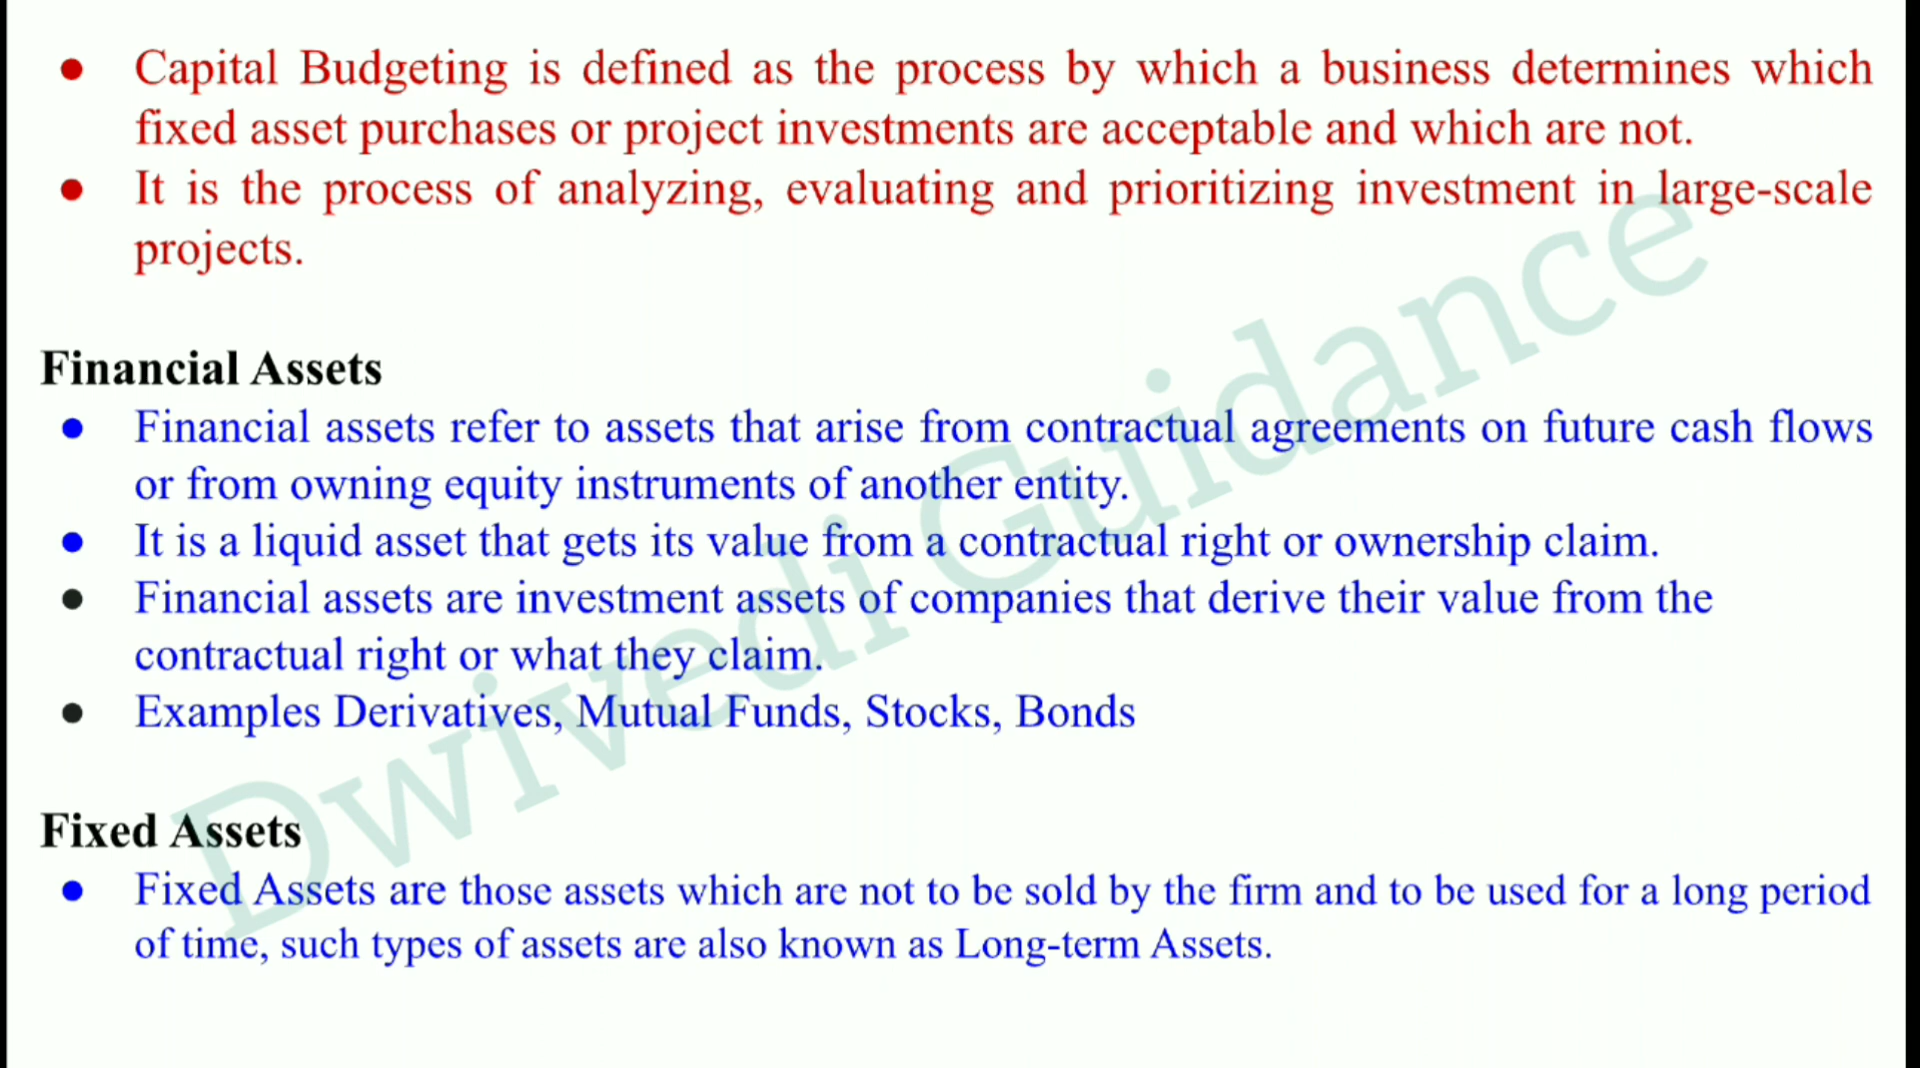 ● Capital Budgeting is defined as the process by which a business determines which
fixed asset purchases or project investments are acceptable and which are not.
● It is the process of analyzing, evaluating and prioritizing investment in large-scale
projects.
Financial Assets
● Financial assets refer to assets that arise from contractual agreements on future cash flows
or from owning equity instruments of another entity.
● It is a liquid asset that gets its value from a contractual right or ownership claim.
● Financial assets are investment assets of companies that derive their value from the
contractual right or what they claim.
● Examples Derivatives, Mutual Funds, Stocks, Bonds
Fixed Assets
● Fixed Assets are those assets which are not to be sold by the firm and to be used for a long period
of time, such types of assets are also known as Long-term Assets.
Dwivedi Guidance